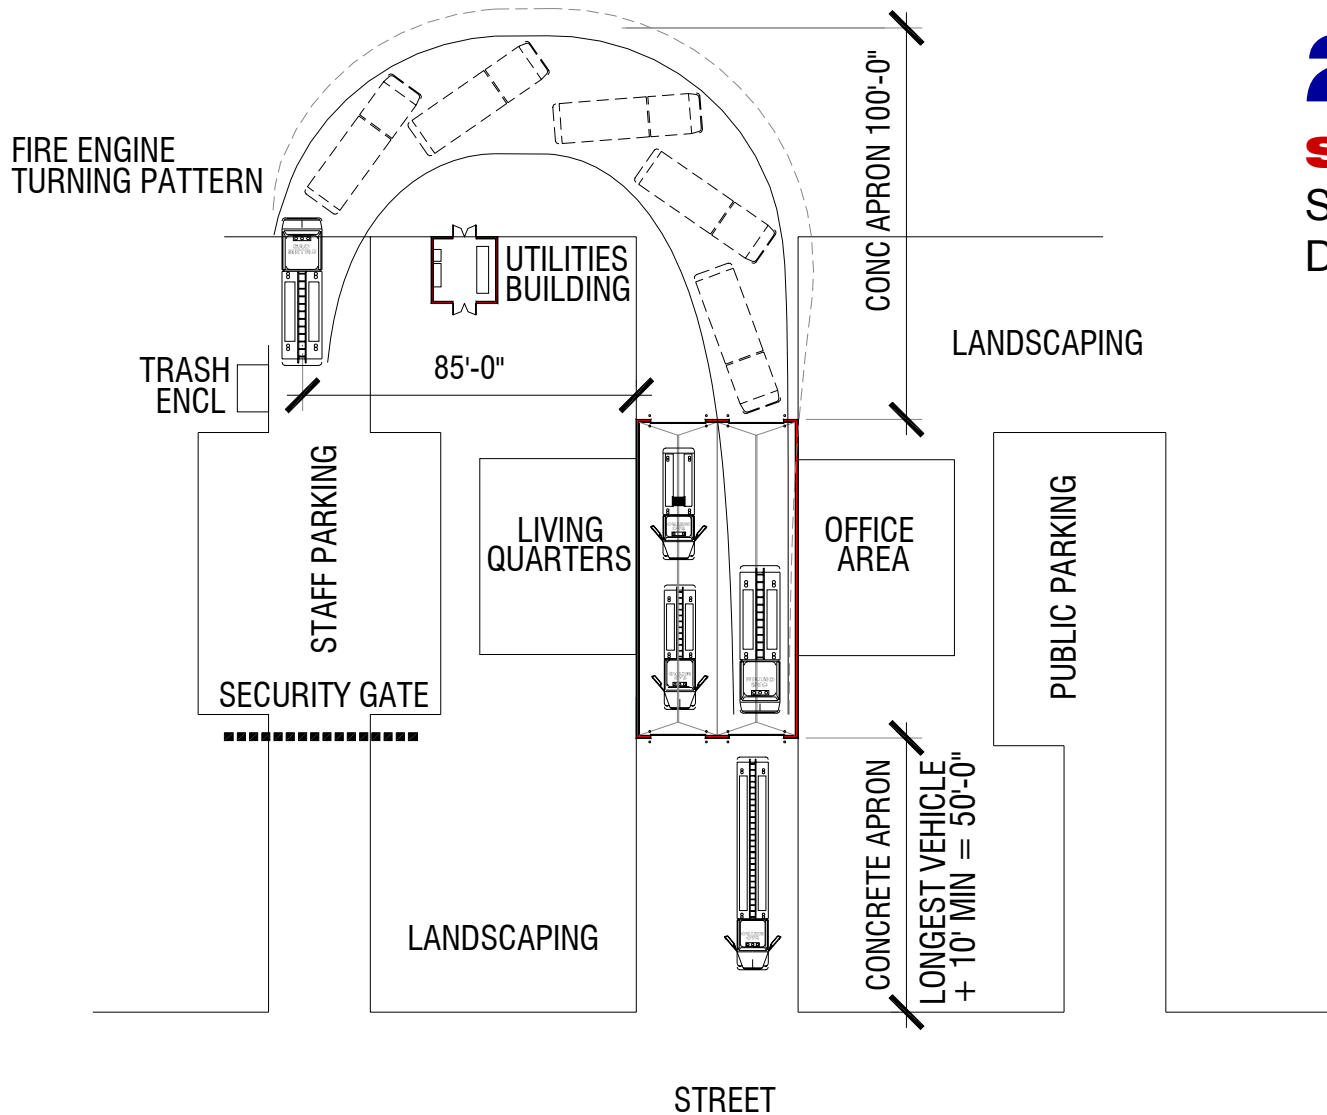 FIRE ENGINE
TURNING PATTERN
UTILITIES
BUILDING
CONC APRON 100'-0"
LANDSCAPING
TRASH
ENCL
85'-0"
STAFF PARKING
LIVING
QUARTERS
OFFICE
AREA
PUBLIC PARKING
SECURITY GATE
LANDSCAPING
CONCRETE APRON
LONGEST VEHICLE
+ 10' MIN = 50'-0"
STREET